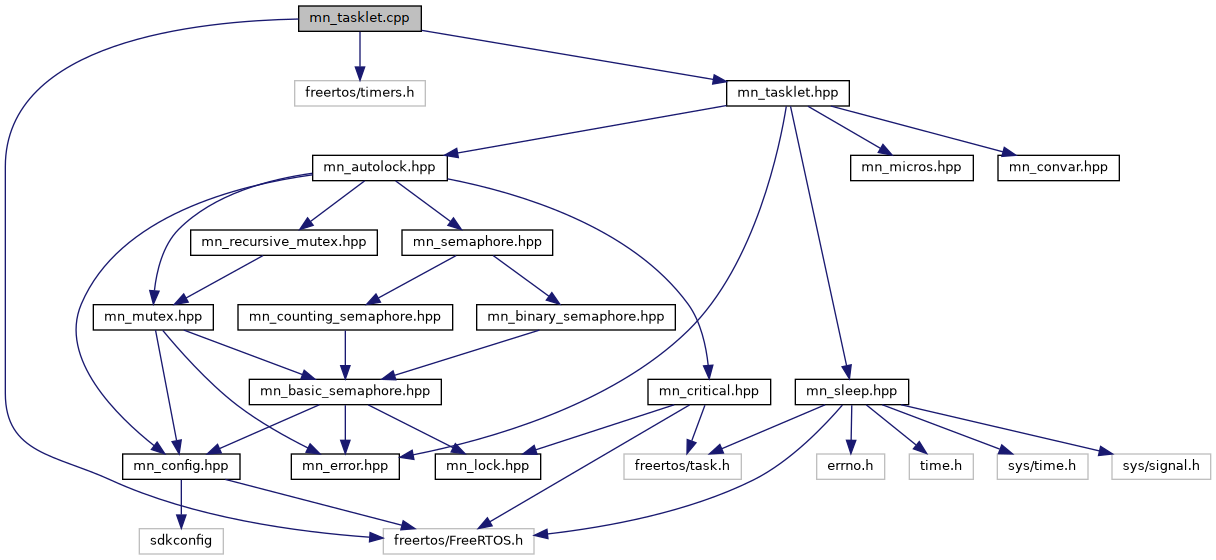 mn_tasklet.cpp
freertos/timers.h
mn_tasklet.hpp
mn_autolock.hpp
mn_micros.hpp
mn_convar.hpp
mn_recursive_mutex.hpp
mn_semaphore.hpp
mn_mutex.hpp
mn_counting_semaphore.hpp
mn_binary_semaphore.hpp
mn_basic_semaphore.hpp
mn_critical.hpp
mn_sleep.hpp
mn_config.hpp
mn_error.hpp
mn_lock.hpp
freertos/task.h
errno.h
time.h
sys/time.h
sys/signal.h
sdkconfig
freertos/FreeRTOS.h